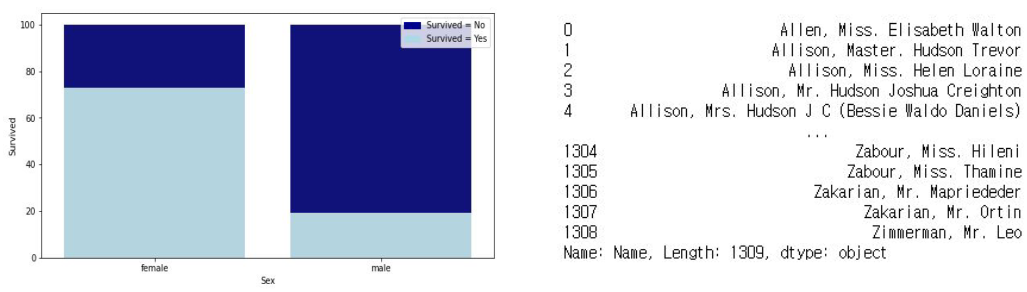 100
80
60
40
20
0
Survived
female
male
Sex
Survived = No
Survived = Yes
0 Allen, Miss. Elisabeth Walton
1 Allison, Master. Hudson Trevor
2 Allison, Miss. Helen Loraine
3 Allison, Mr. Hudson Joshua Creighton
4 Allison, Mrs. Hudson J C (Bessie Waldo Daniels)
...
1304 Zabour, Miss. Hileni
1305 Zabour, Miss. Thamine
1306 Zakarian, Mr. Mapriededer
1307 Zakarian, Mr. Ortin
1308 Zimmerman, Mr. Leo
Name: Name, Length: 1309, dtype: object